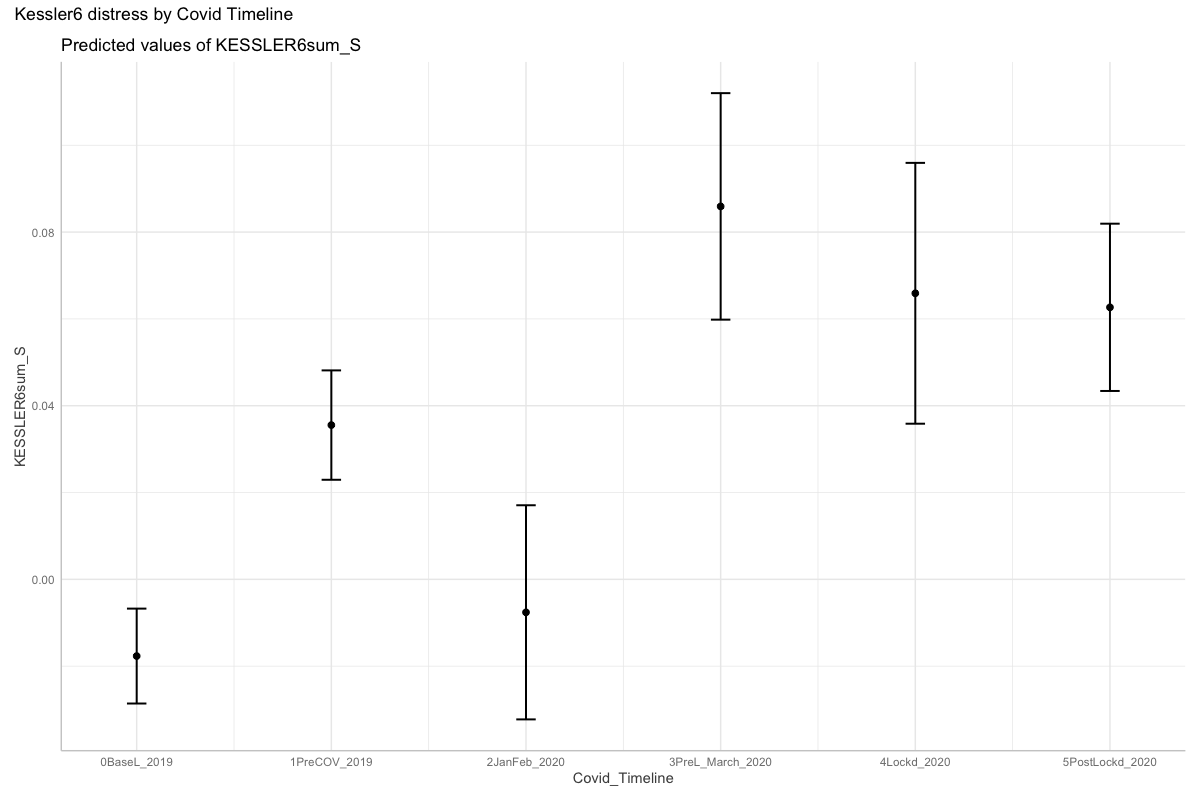 Kessler6 distress by Covid Timeline
Predicted values of KESSLER6sum_S
KESSLER6sum_S
0.08
0.04
0.00
0BaseL_2019
1PreCOV_2019
2JanFeb_2020
3PreL_March_2020
4Lockd_2020
5PostLockd_2020
Covid_Timeline